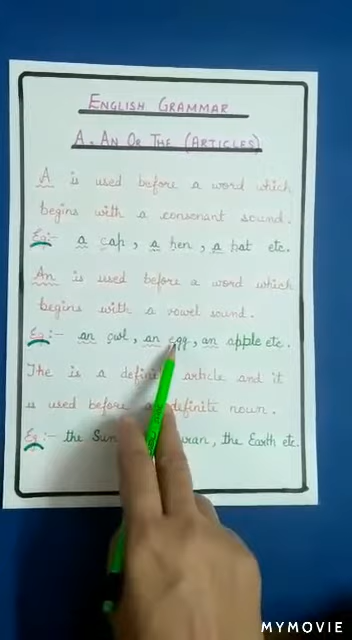 ENGLISH GRAMMAR
A. AN OR THE (ARTICLES)
A is used before a word which
begins with a consonant sound.
Eg:- a cap, a hen, a bat etc.
An is used before a word which
begins with a vowel sound.
Eg:- an owl, an egg, an apple etc.
The is a definite article and it
is used before a definite noun.
Eg:- the Sun, the Earth etc.
MYMOVIE